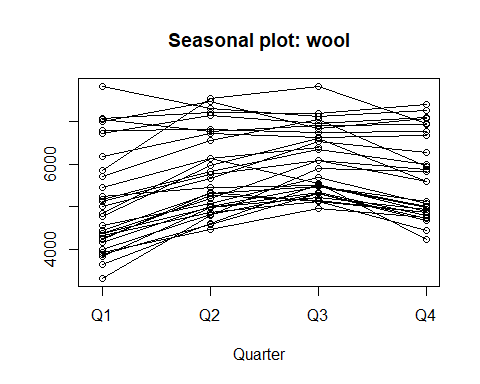 Seasonal plot: wool
6000
4000
Q1 Q2 Q3 Q4
Quarter